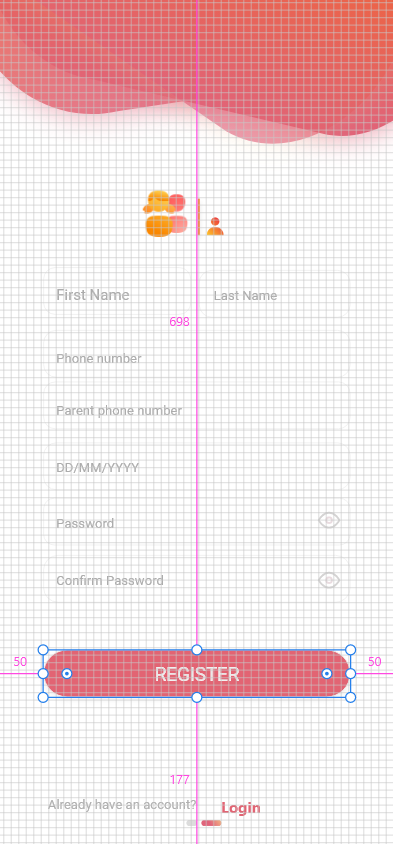 First Name
Last Name
698
Phone number
Parent phone number
DD/MM/YYYY
Password
Confirm Password
50
50
REGISTER
177
Already have an account?
Login